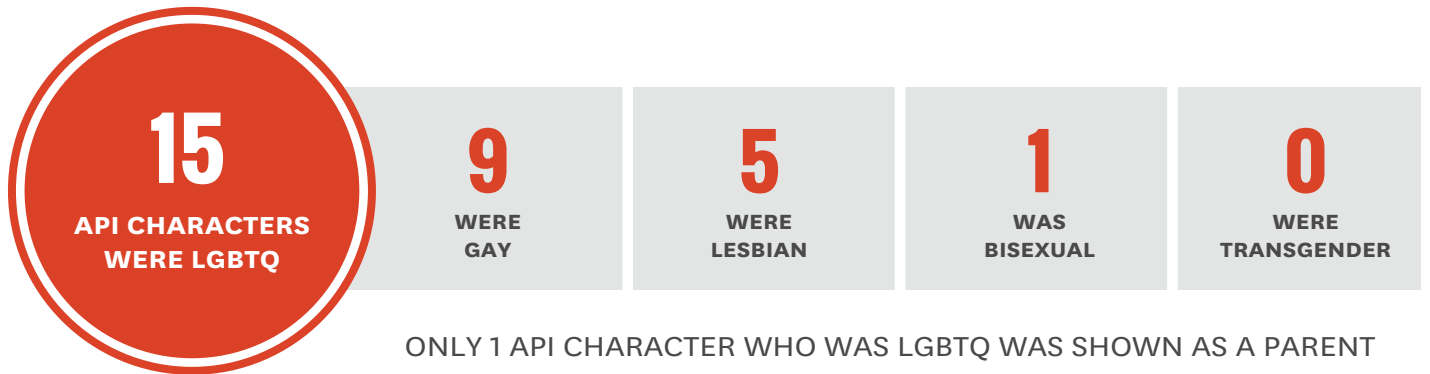 15
API CHARACTERS
WERE LGBTQ
9
WERE
GAY
5
WERE
LESBIAN
1
WAS
BISEXUAL
0
WERE
TRANSGENDER
ONLY 1 API CHARACTER WHO WAS LGBTQ WAS SHOWN AS A PARENT